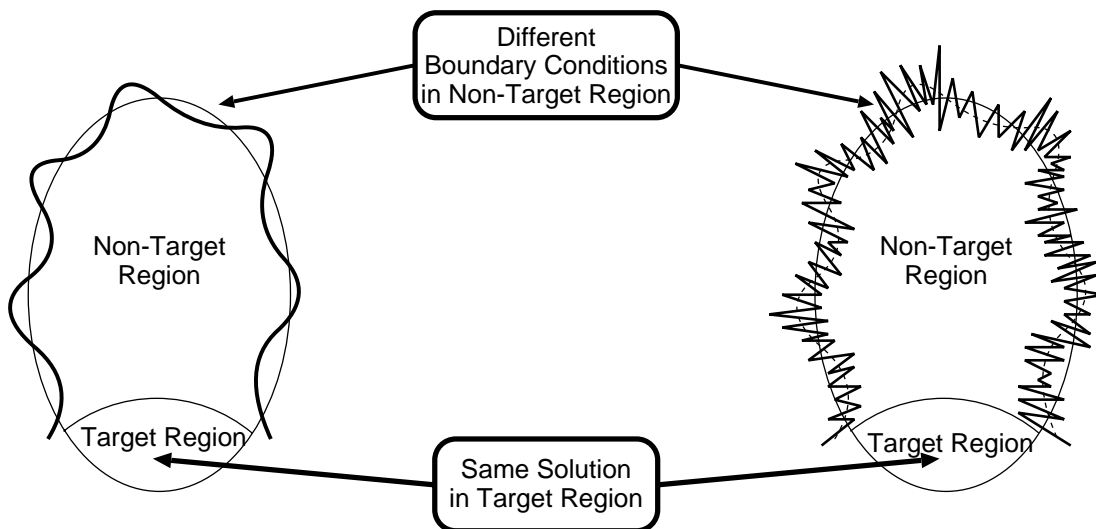 Different
Boundary Conditions
in Non-Target Region
Non-Target
Region
Non-Target
Region
Target Region
Target Region
Same Solution
in Target Region